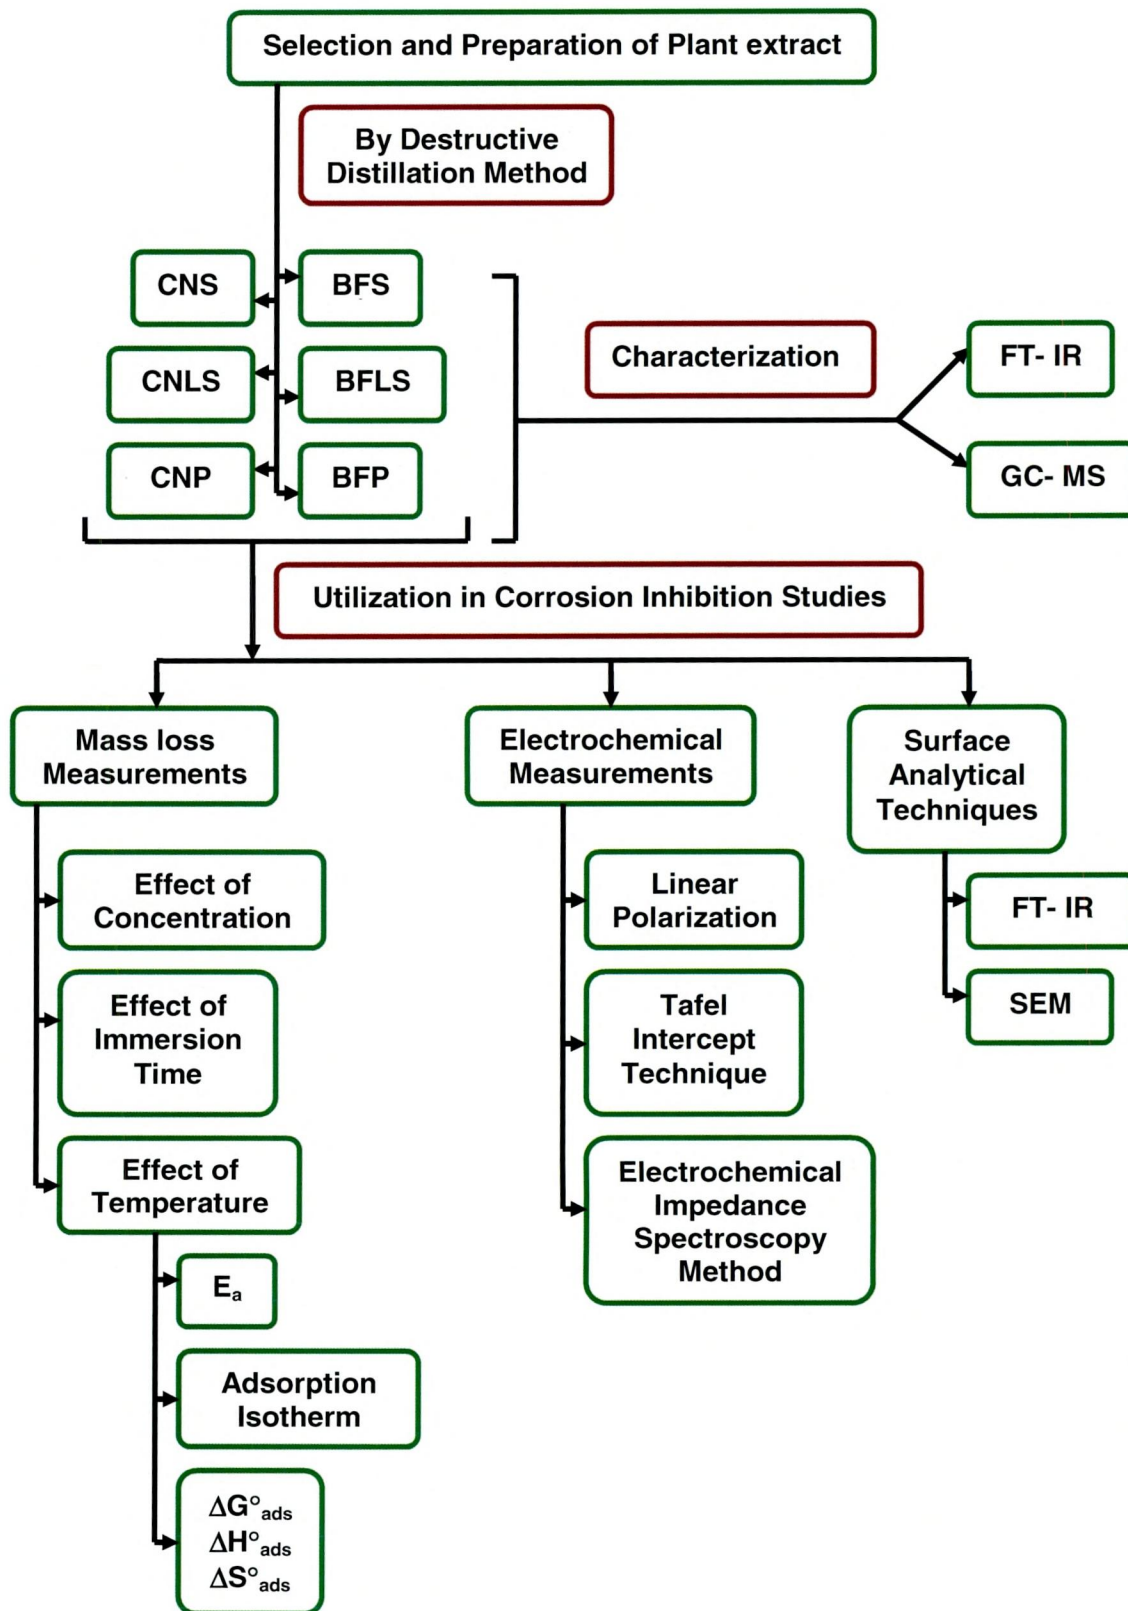 Selection and Preparation of Plant extract
By Destructive
Distillation Method
CNS
BFS
CNLS
BFLS
CNP
BFP
Characterization
FT- IR
GC- MS
Utilization in Corrosion Inhibition Studies
Mass loss
Measurements
Effect of
Concentration
Effect of
Immersion
Time
Effect of
Temperature
Eₐ
Adsorption
Isotherm
ΔG°ads
ΔH°ads
ΔS°ads
Electrochemical
Measurements
Linear
Polarization
Tafel
Intercept
Technique
Electrochemical
Impedance
Spectroscopy
Method
Surface
Analytical
Techniques
FT- IR
SEM